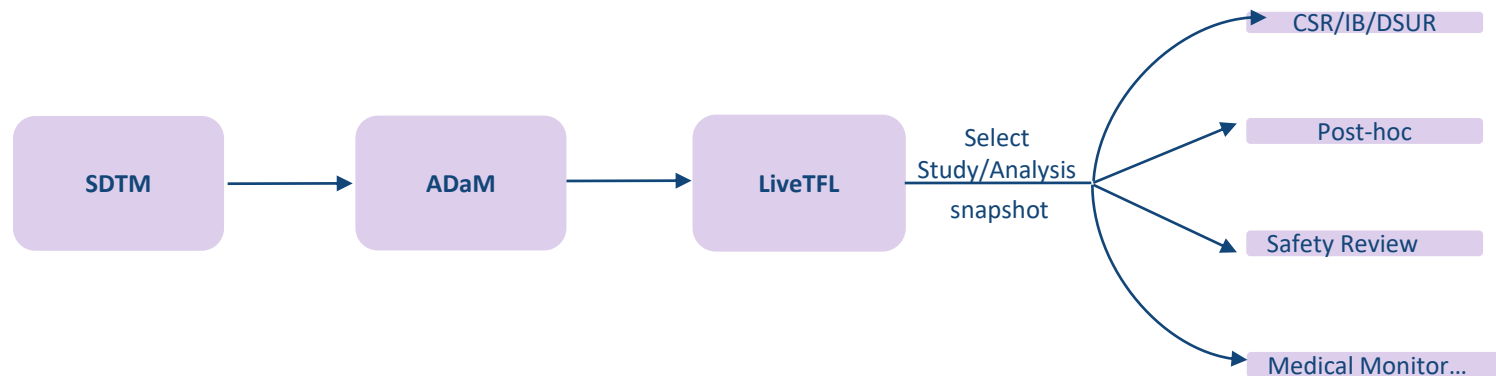 SDTM
ADaM
LiveTFL
Select
Study/Analysis
snapshot
CSR/IB/DSUR
Post-hoc
Safety Review
Medical Monitor…